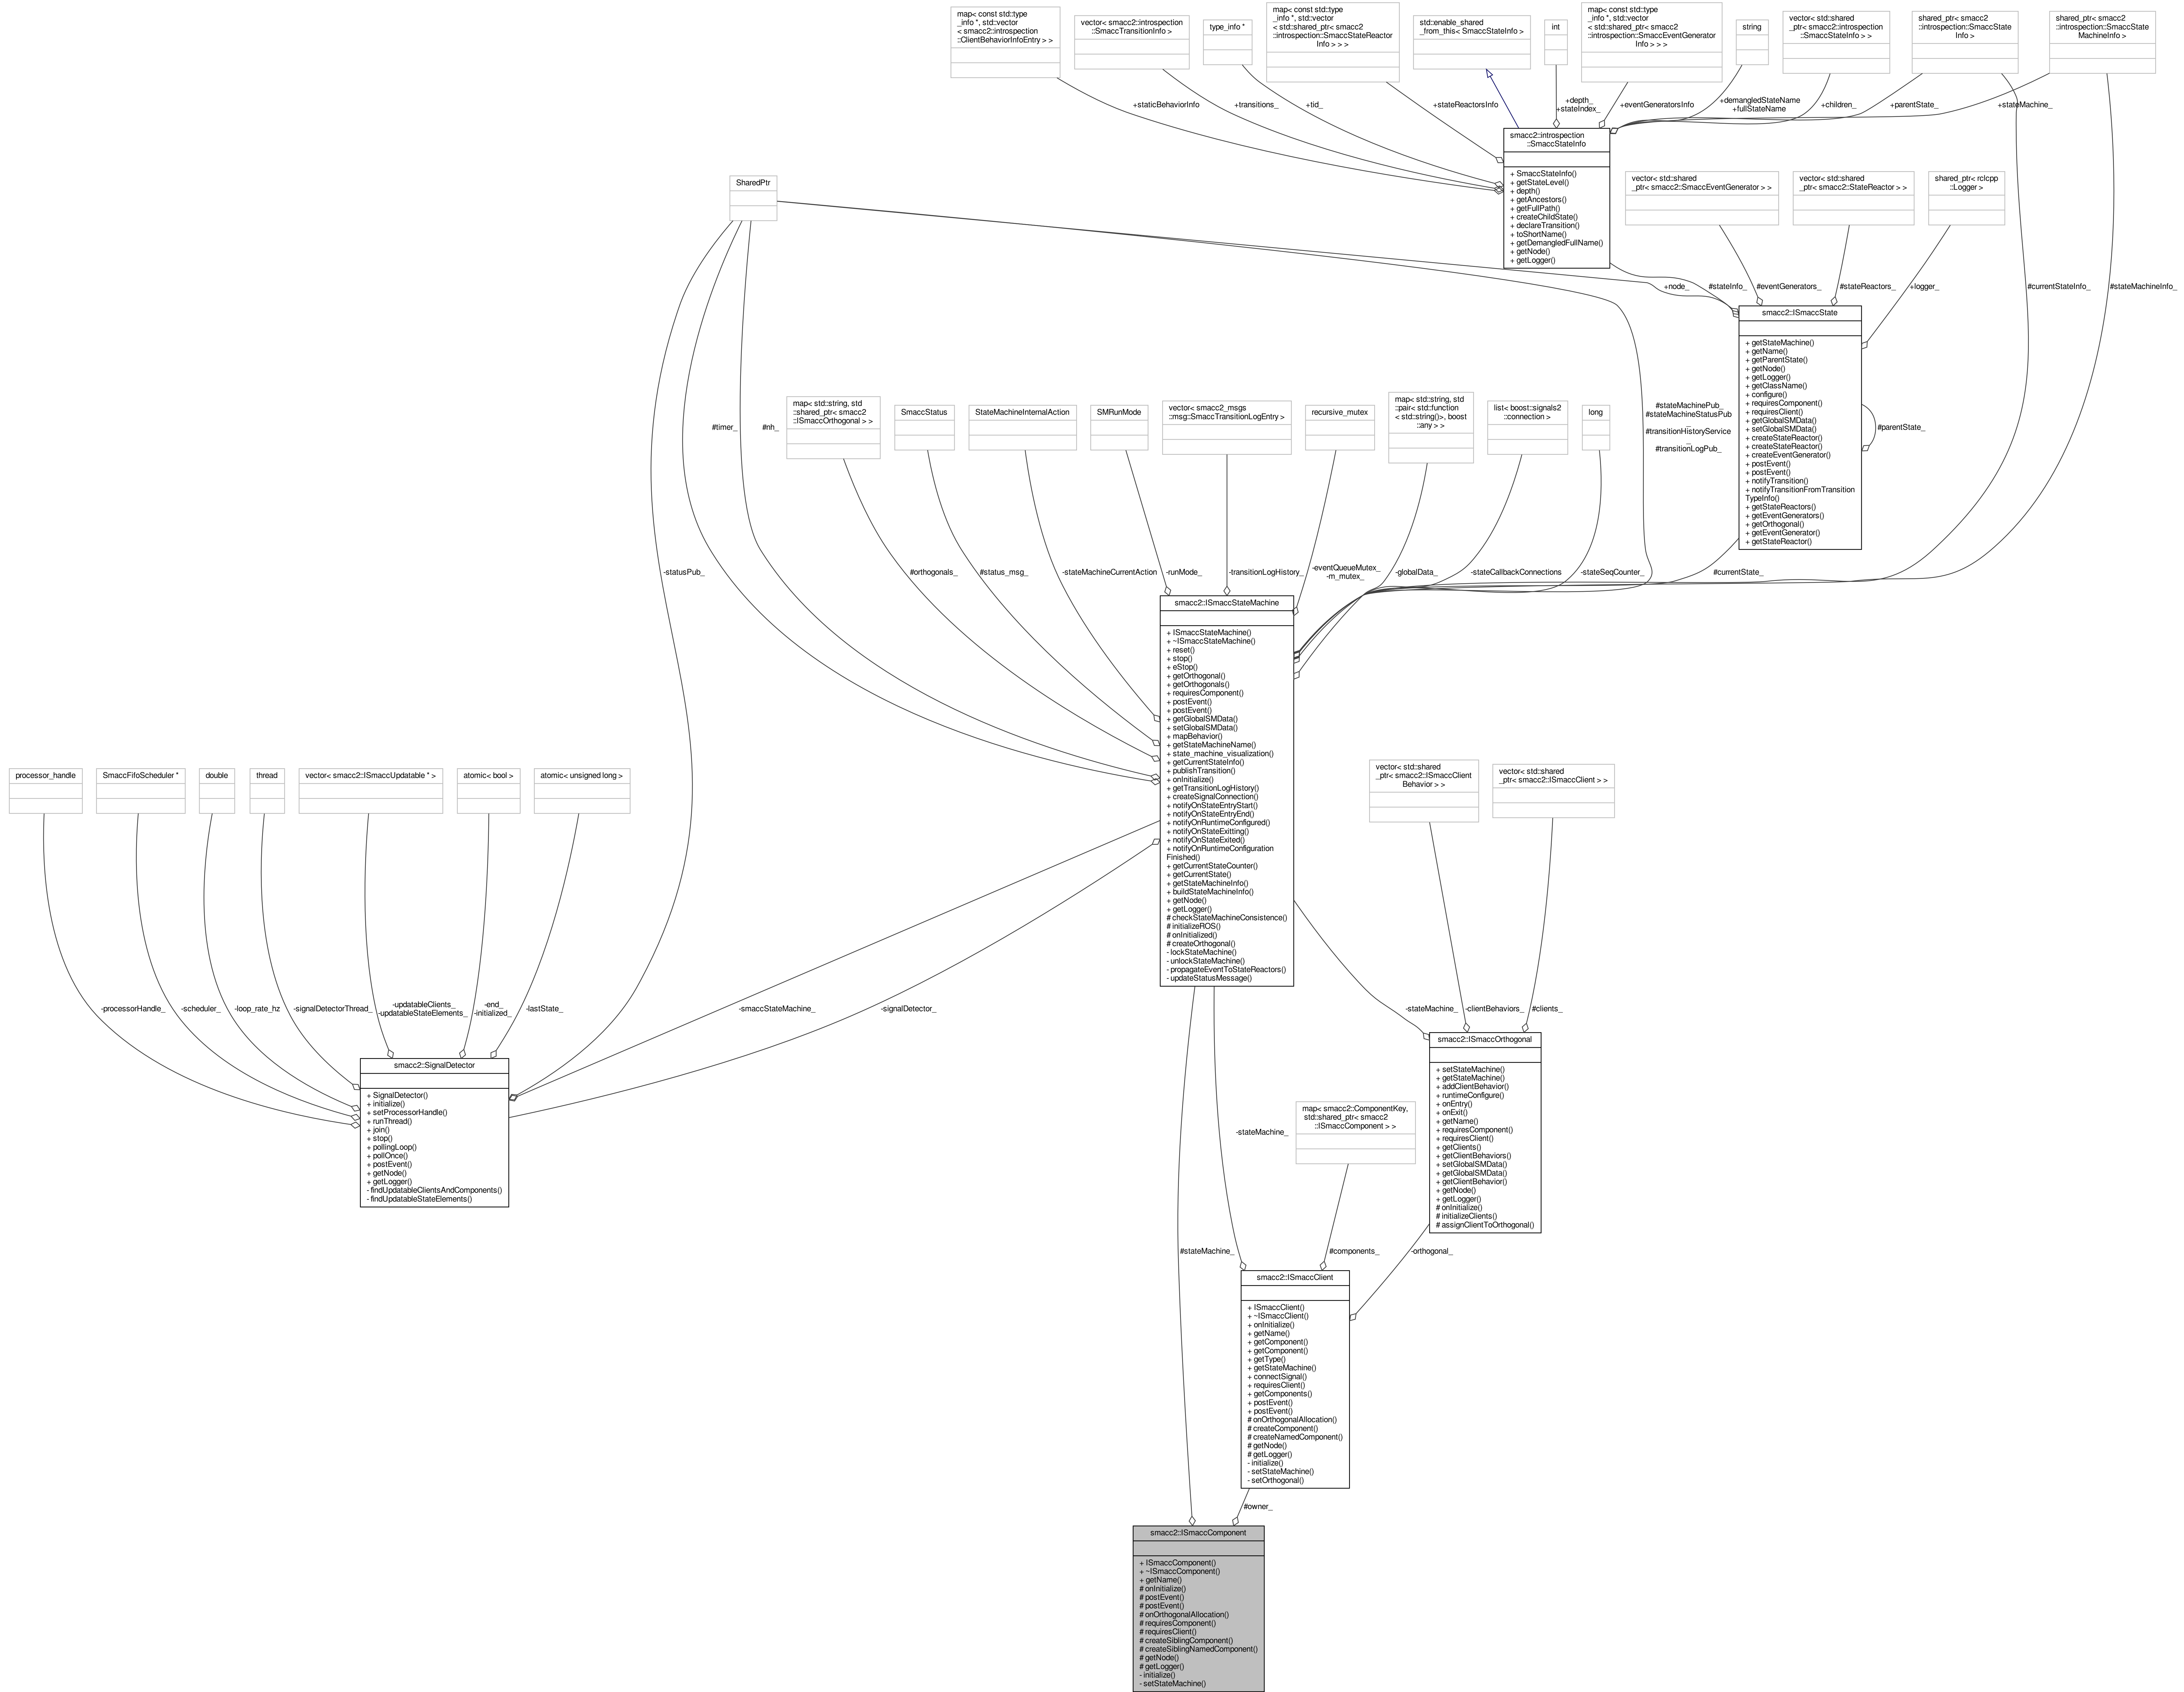 map< const std::type
_info *, std::vector
< smacc2::introspection
::ClientBehaviorInfoEntry > >
vector< smacc2::introspection
::SmaccTransitionInfo >
type_info *
map< const std::type
_info *, std::vector
< std::shared_ptr< smacc2
::introspection::SmaccStateReactor
Info > > >
std::enable_shared
_from_this< SmaccStateInfo >
int
map< const std::type
_info *, std::vector
< std::shared_ptr< smacc2
::introspection::SmaccEventGenerator
Info > > >
string
vector< std::shared
_ptr< smacc2::introspection
::SmaccStateInfo > >
shared_ptr< smacc2
::introspection::SmaccState
Info >
shared_ptr< smacc2
::introspection::SmaccState
MachineInfo >
+staticBehaviorInfo
+transitions_
+tid_
+stateReactorsInfo
+depth_
+stateIndex_
+eventGeneratorsInfo
+demangledStateName
+fullStateName
+children_
+parentState_
+stateMachine_
smacc2::introspection
::SmaccStateInfo
+ SmaccStateInfo()
+ getStateLevel()
+ depth()
+ getAncestors()
+ getFullPath()
+ createChildState()
+ declareTransition()
+ toShortName()
+ getDemangledFullName()
+ getNode()
+ getLogger()
SharedPtr
vector< std::shared
_ptr< smacc2::SmaccEventGenerator > >
vector< std::shared
_ptr< smacc2::StateReactor > >
shared_ptr< rclcpp
::Logger >
+node_
#stateInfo_
#eventGenerators_
#stateReactors_
+logger_
#currentStateInfo_
#stateMachineInfo_
smacc2::ISmaccState
+ getStateMachine()
+ getName()
+ getParentState()
+ getNode()
+ getLogger()
+ getClassName()
+ configure()
+ requiresComponent()
+ requiresClient()
+ getGlobalSMData()
+ setGlobalSMData()
+ createStateReactor()
+ createStateReactor()
+ createEventGenerator()
+ postEvent()
+ postEvent()
+ notifyTransition()
+ notifyTransitionFromTransition
TypeInfo()
+ getStateReactors()
+ getEventGenerators()
+ getOrthogonal()
+ getEventGenerator()
+ getStateReactor()
#parentState_
#timer_
#nh_
map< std::string, std
::shared_ptr< smacc2
::ISmaccOrthogonal > >
SmaccStatus
StateMachineInternalAction
SMRunMode
vector< smacc2_msgs
::msg::SmaccTransitionLogEntry >
recursive_mutex
map< std::string, std
::pair< std::function
< std::string()>, boost
::any > >
list< boost::signals2
::connection >
long
#stateMachinePub_
#stateMachineStatusPub
_
#transitionHistoryService
_
#transitionLogPub_
-statusPub_
#orthogonals_
#status_msg_
-stateMachineCurrentAction
-runMode_
-transitionLogHistory_
-eventQueueMutex_
-m_mutex_
-globalData_
-stateCallbackConnections
-stateSeqCounter_
#currentState_
smacc2::ISmaccStateMachine
+ ISmaccStateMachine()
+ ~ISmaccStateMachine()
+ reset()
+ stop()
+ eStop()
+ getOrthogonal()
+ getOrthogonals()
+ requiresComponent()
+ postEvent()
+ postEvent()
+ getGlobalSMData()
+ setGlobalSMData()
+ mapBehavior()
+ getStateMachineName()
+ state_machine_visualization()
+ getCurrentStateInfo()
+ publishTransition()
+ onInitialize()
+ getTransitionLogHistory()
+ createSignalConnection()
+ notifyOnStateEntryStart()
+ notifyOnStateEntryEnd()
+ notifyOnRuntimeConfigured()
+ notifyOnStateExitting()
+ notifyOnStateExited()
+ notifyOnRuntimeConfiguration
Finished()
+ getCurrentStateCounter()
+ getCurrentState()
+ getStateMachineInfo()
+ buildStateMachineInfo()
+ getNode()
+ getLogger()
# checkStateMachineConsistence()
# initializeROS()
# onInitialized()
# createOrthogonal()
- lockStateMachine()
- unlockStateMachine()
- propagateEventToStateReactors()
- updateStatusMessage()
processor_handle
SmaccFifoScheduler *
double
thread
vector< smacc2::ISmaccUpdatable * >
atomic< bool >
atomic< unsigned long >
vector< std::shared
_ptr< smacc2::ISmaccClient
Behavior > >
vector< std::shared
_ptr< smacc2::ISmaccClient > >
-processorHandle_
-scheduler_
-loop_rate_hz
-signalDetectorThread_
-updatableClients_
-updatableStateElements_
-end_
-initialized_
-lastState_
-smaccStateMachine_
-signalDetector_
-stateMachine_
-clientBehaviors_
#clients_
smacc2::SignalDetector
+ SignalDetector()
+ initialize()
+ setProcessorHandle()
+ runThread()
+ join()
+ stop()
+ pollingLoop()
+ pollOnce()
+ postEvent()
+ getNode()
+ getLogger()
- findUpdatableClientsAndComponents()
- findUpdatableStateElements()
smacc2::ISmaccOrthogonal
+ setStateMachine()
+ getStateMachine()
+ addClientBehavior()
+ runtimeConfigure()
+ onEntry()
+ onExit()
+ getName()
+ requiresComponent()
+ requiresClient()
+ getClients()
+ getClientBehaviors()
+ setGlobalSMData()
+ getGlobalSMData()
+ getClientBehavior()
+ getNode()
+ getLogger()
# onInitialize()
# initializeClients()
# assignClientToOrthogonal()
map< smacc2::ComponentKey,
std::shared_ptr< smacc2
::ISmaccComponent > >
-stateMachine_
#stateMachine_
#components_
-orthogonal_
smacc2::ISmaccClient
+ ISmaccClient()
+ ~ISmaccClient()
+ onInitialize()
+ getName()
+ getComponent()
+ getComponent()
+ getType()
+ getStateMachine()
+ connectSignal()
+ requiresClient()
+ getComponents()
+ postEvent()
+ postEvent()
# onOrthogonalAllocation()
# createComponent()
# createNamedComponent()
# getNode()
# getLogger()
- initialize()
- setStateMachine()
- setOrthogonal()
#owner_
smacc2::ISmaccComponent
+ ISmaccComponent()
+ ~ISmaccComponent()
+ getName()
# onInitialize()
# postEvent()
# postEvent()
# onOrthogonalAllocation()
# requiresComponent()
# requiresClient()
# createSiblingComponent()
# createSiblingNamedComponent()
# getNode()
# getLogger()
- initialize()
- setStateMachine()